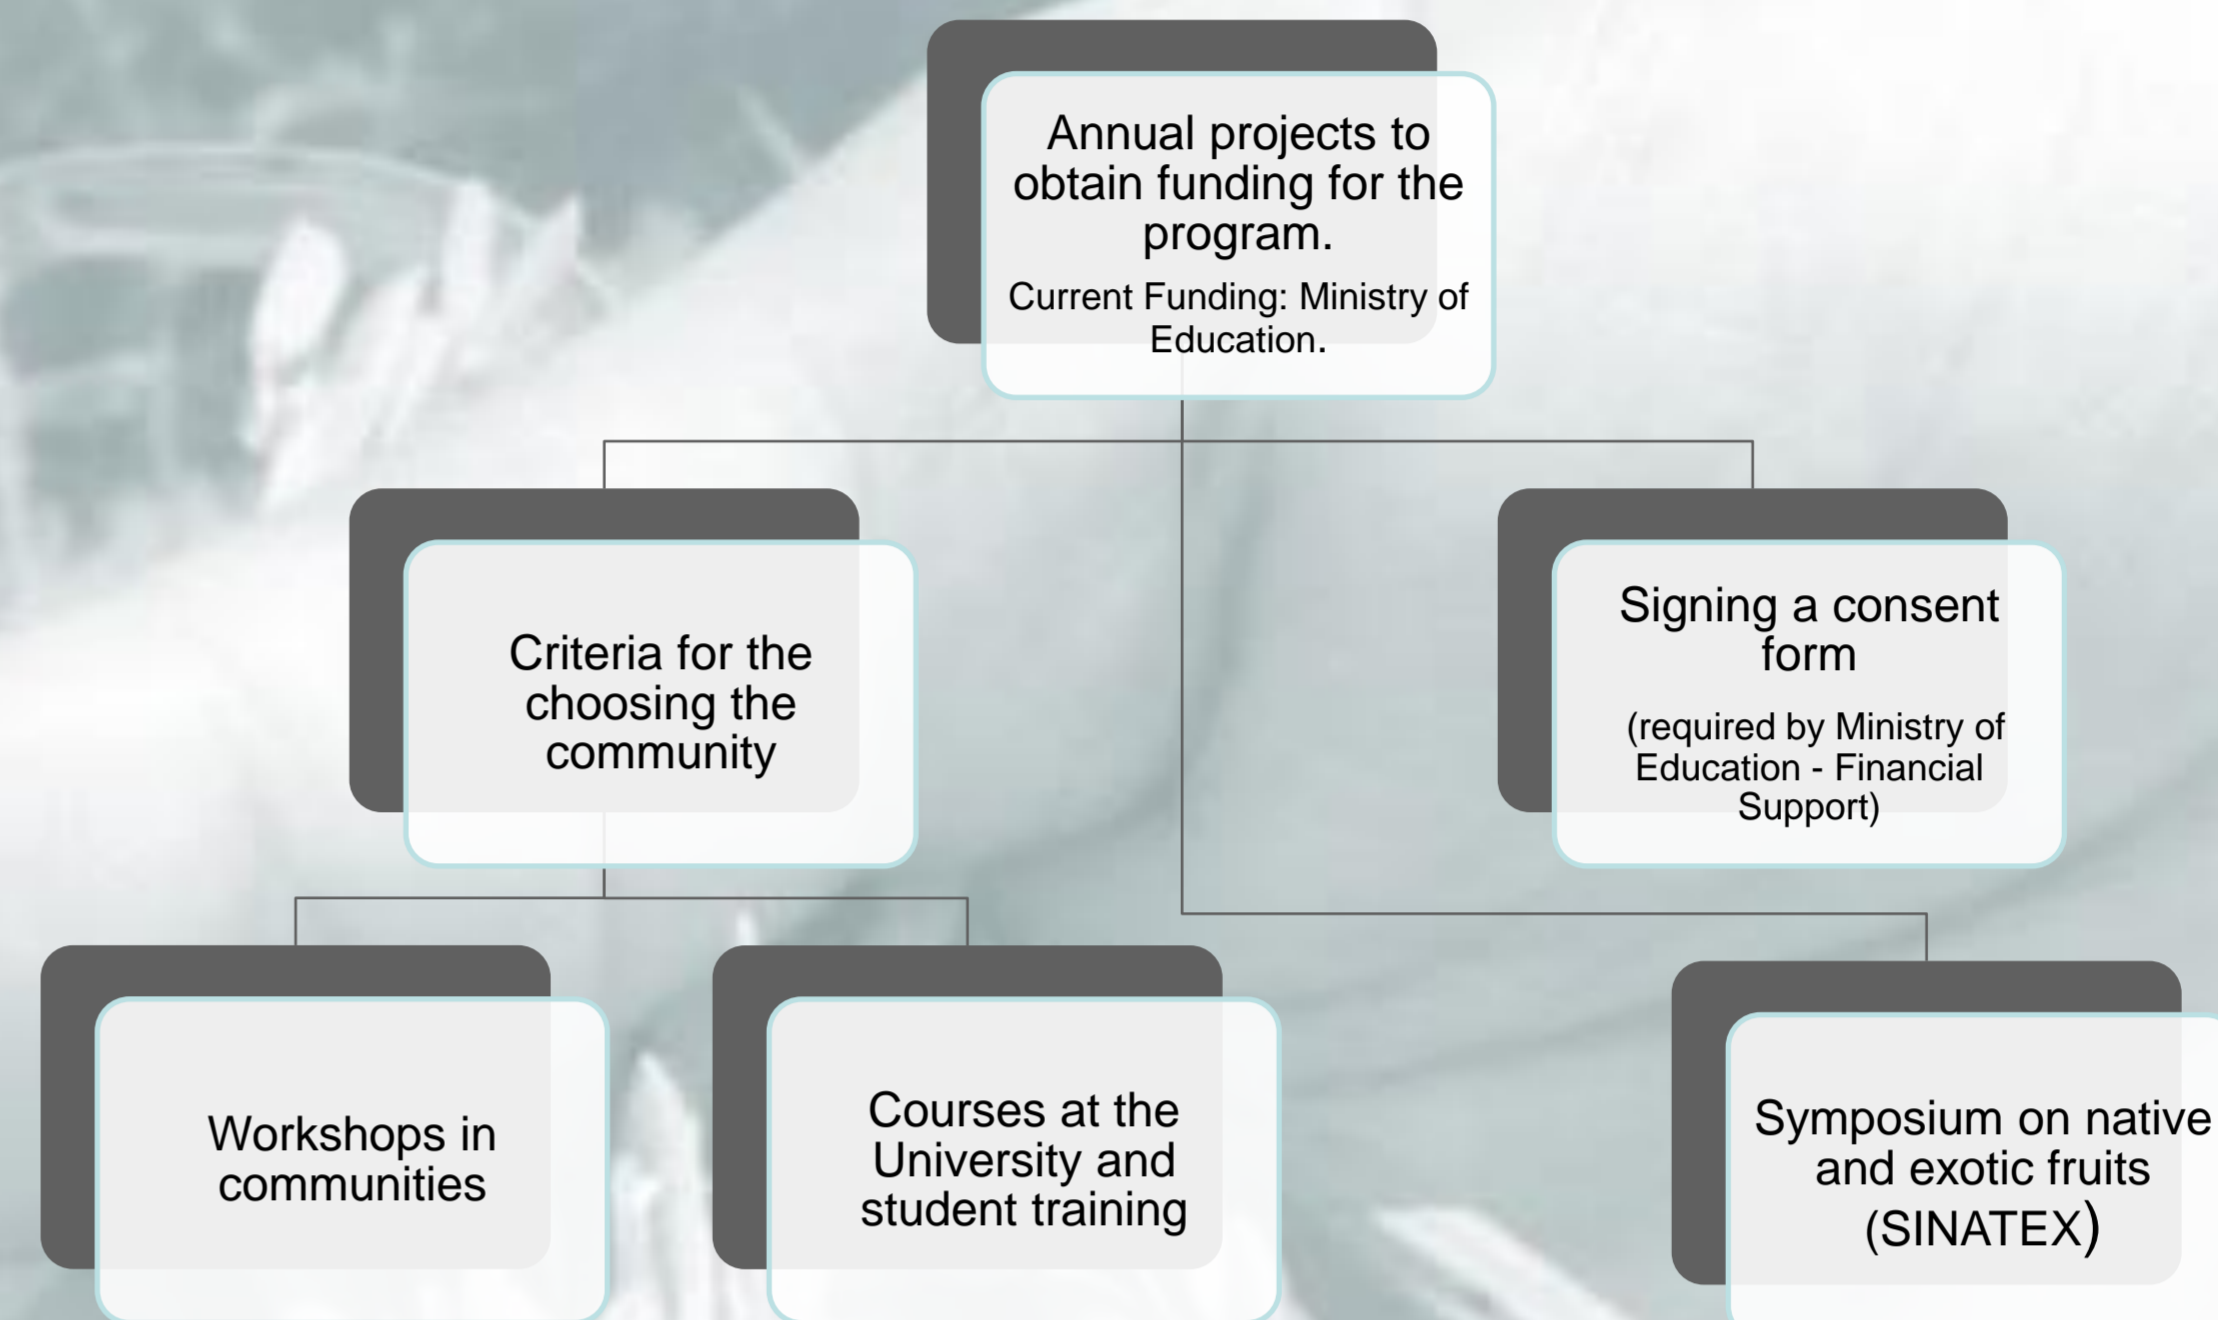 Annual projects to
obtain funding for the
program.
Current Funding: Ministry of
Education.
Criteria for the
choosing the
community
Signing a consent
form
(required by Ministry of
Education - Financial
Support)
Workshops in
communities
Courses at the
University and
student training
Symposium on native
and exotic fruits
(SINATEX)